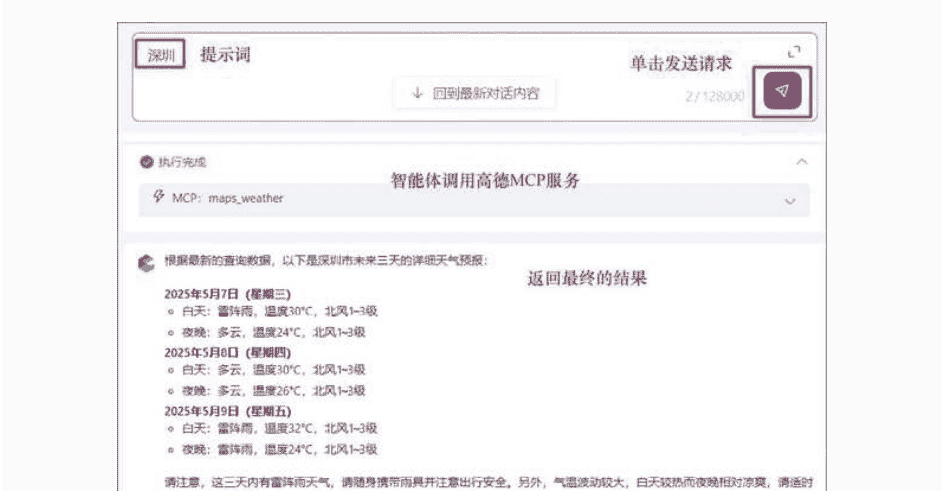 深圳 提示词
单击发送请求
回到最新对话内容
2/128000
执行完成
智能体调用高德MCP服务
MCP: maps_weather
根据最新的查询数据，以下是深圳市未来三天的详细天气预报：
返回最终的结果
2025年5月7日（星期三）
白天：雷阵雨，温度30°C，北风1~3级
夜晚：多云，温度24°C，北风1~3级
2025年5月8日（星期四）
白天：多云，温度30°C，北风1~3级
夜晚：多云，温度26°C，北风1~3级
2025年5月9日（星期五）
白天：雷阵雨，温度32°C，北风1~3级
夜晚：雷阵雨，温度24°C，北风1~3级
请注意，这三天内有雷阵雨天气，请随身携带雨具并注意出行安全。另外，气温波动较大，白天较热而夜晚相对凉爽，请适时